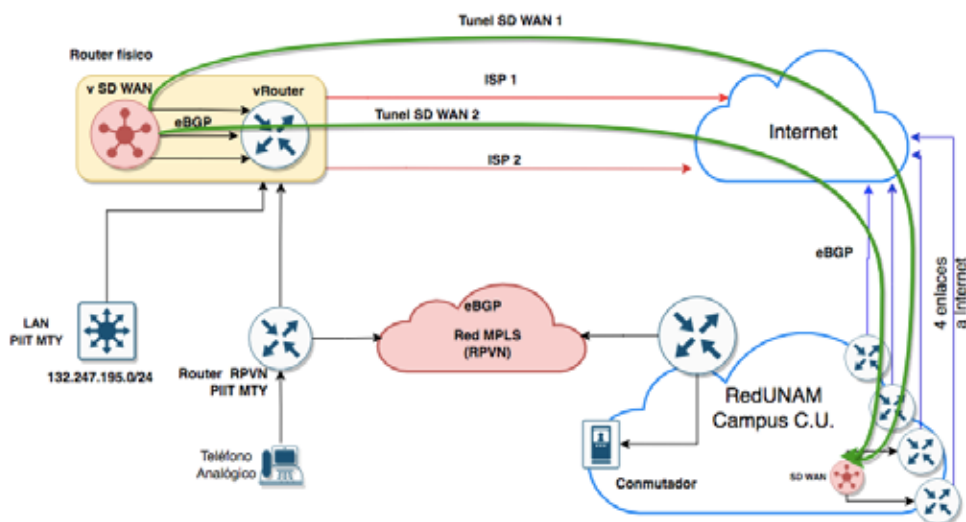 Tunel SD WAN 1
Router físico
v SD WAN
vRouter
ISP 1
eBGP
Tunel SD WAN 2
Internet
ISP 2
eBGP
4 enlaces
a Internet
LAN
PIIT MTY
132.247.195.0/24
eBGP
Red MPLS
(RPVN)
Router RPVN
PIIT MTY
RedUNAM
Campus C.U.
Teléfono
Analógico
Conmutador
SD WAN